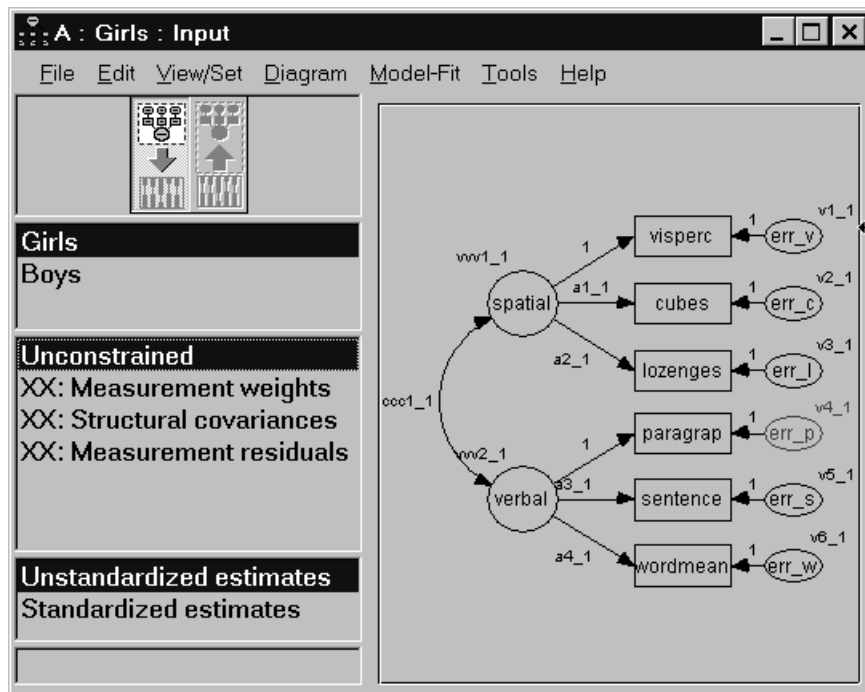 A : Girls : Input
File Edit View/Set Diagram Model-Fit Tools Help
Girls
Boys
Unconstrained
XX: Measurement weights
XX: Structural covariances
XX: Measurement residuals
Unstandardized estimates
Standardized estimates
v1_1
1
visperc
1
err_v
vvv1_1
v2_1
a1_1
spatial
cubes
1
err_c
v3_1
a2_1
lozenges
1
err_l
ccc1_1
v4_1
1
paragrap
1
err_p
vvv2_1
v5_1
a3_1
verbal
sentence
1
err_s
v6_1
a4_1
wordmean
1
err_w